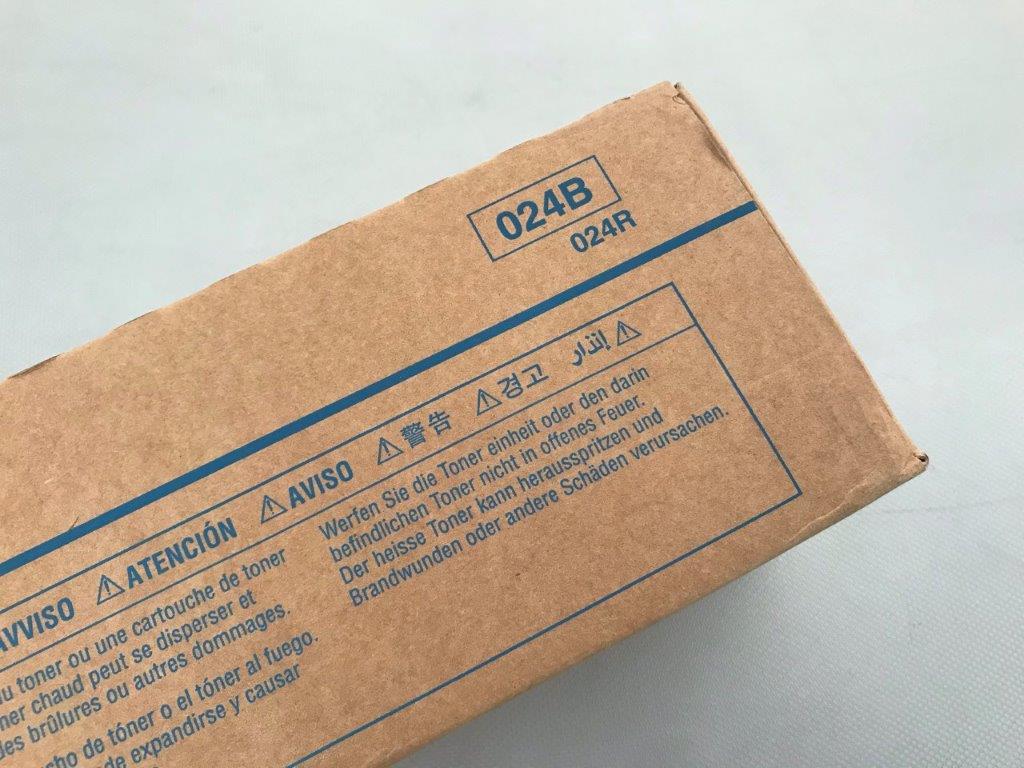 024B
024R
AVVISO ⚠ATENCIÓN ⚠AVISO ⚠警告 ⚠경고 إنذار⚠
toner ou une cartouche de toner
chaud peut se disperser et
des brûlures ou autres dommages.
de tóner o el tóner al fuego.
expandirse y causar
Werfen Sie die Toner einheit oder den darin
befindlichen Toner nicht in offenes Feuer.
Der heisse Toner kann herausspritzen und
Brandwunden oder andere Schäden verursachen.